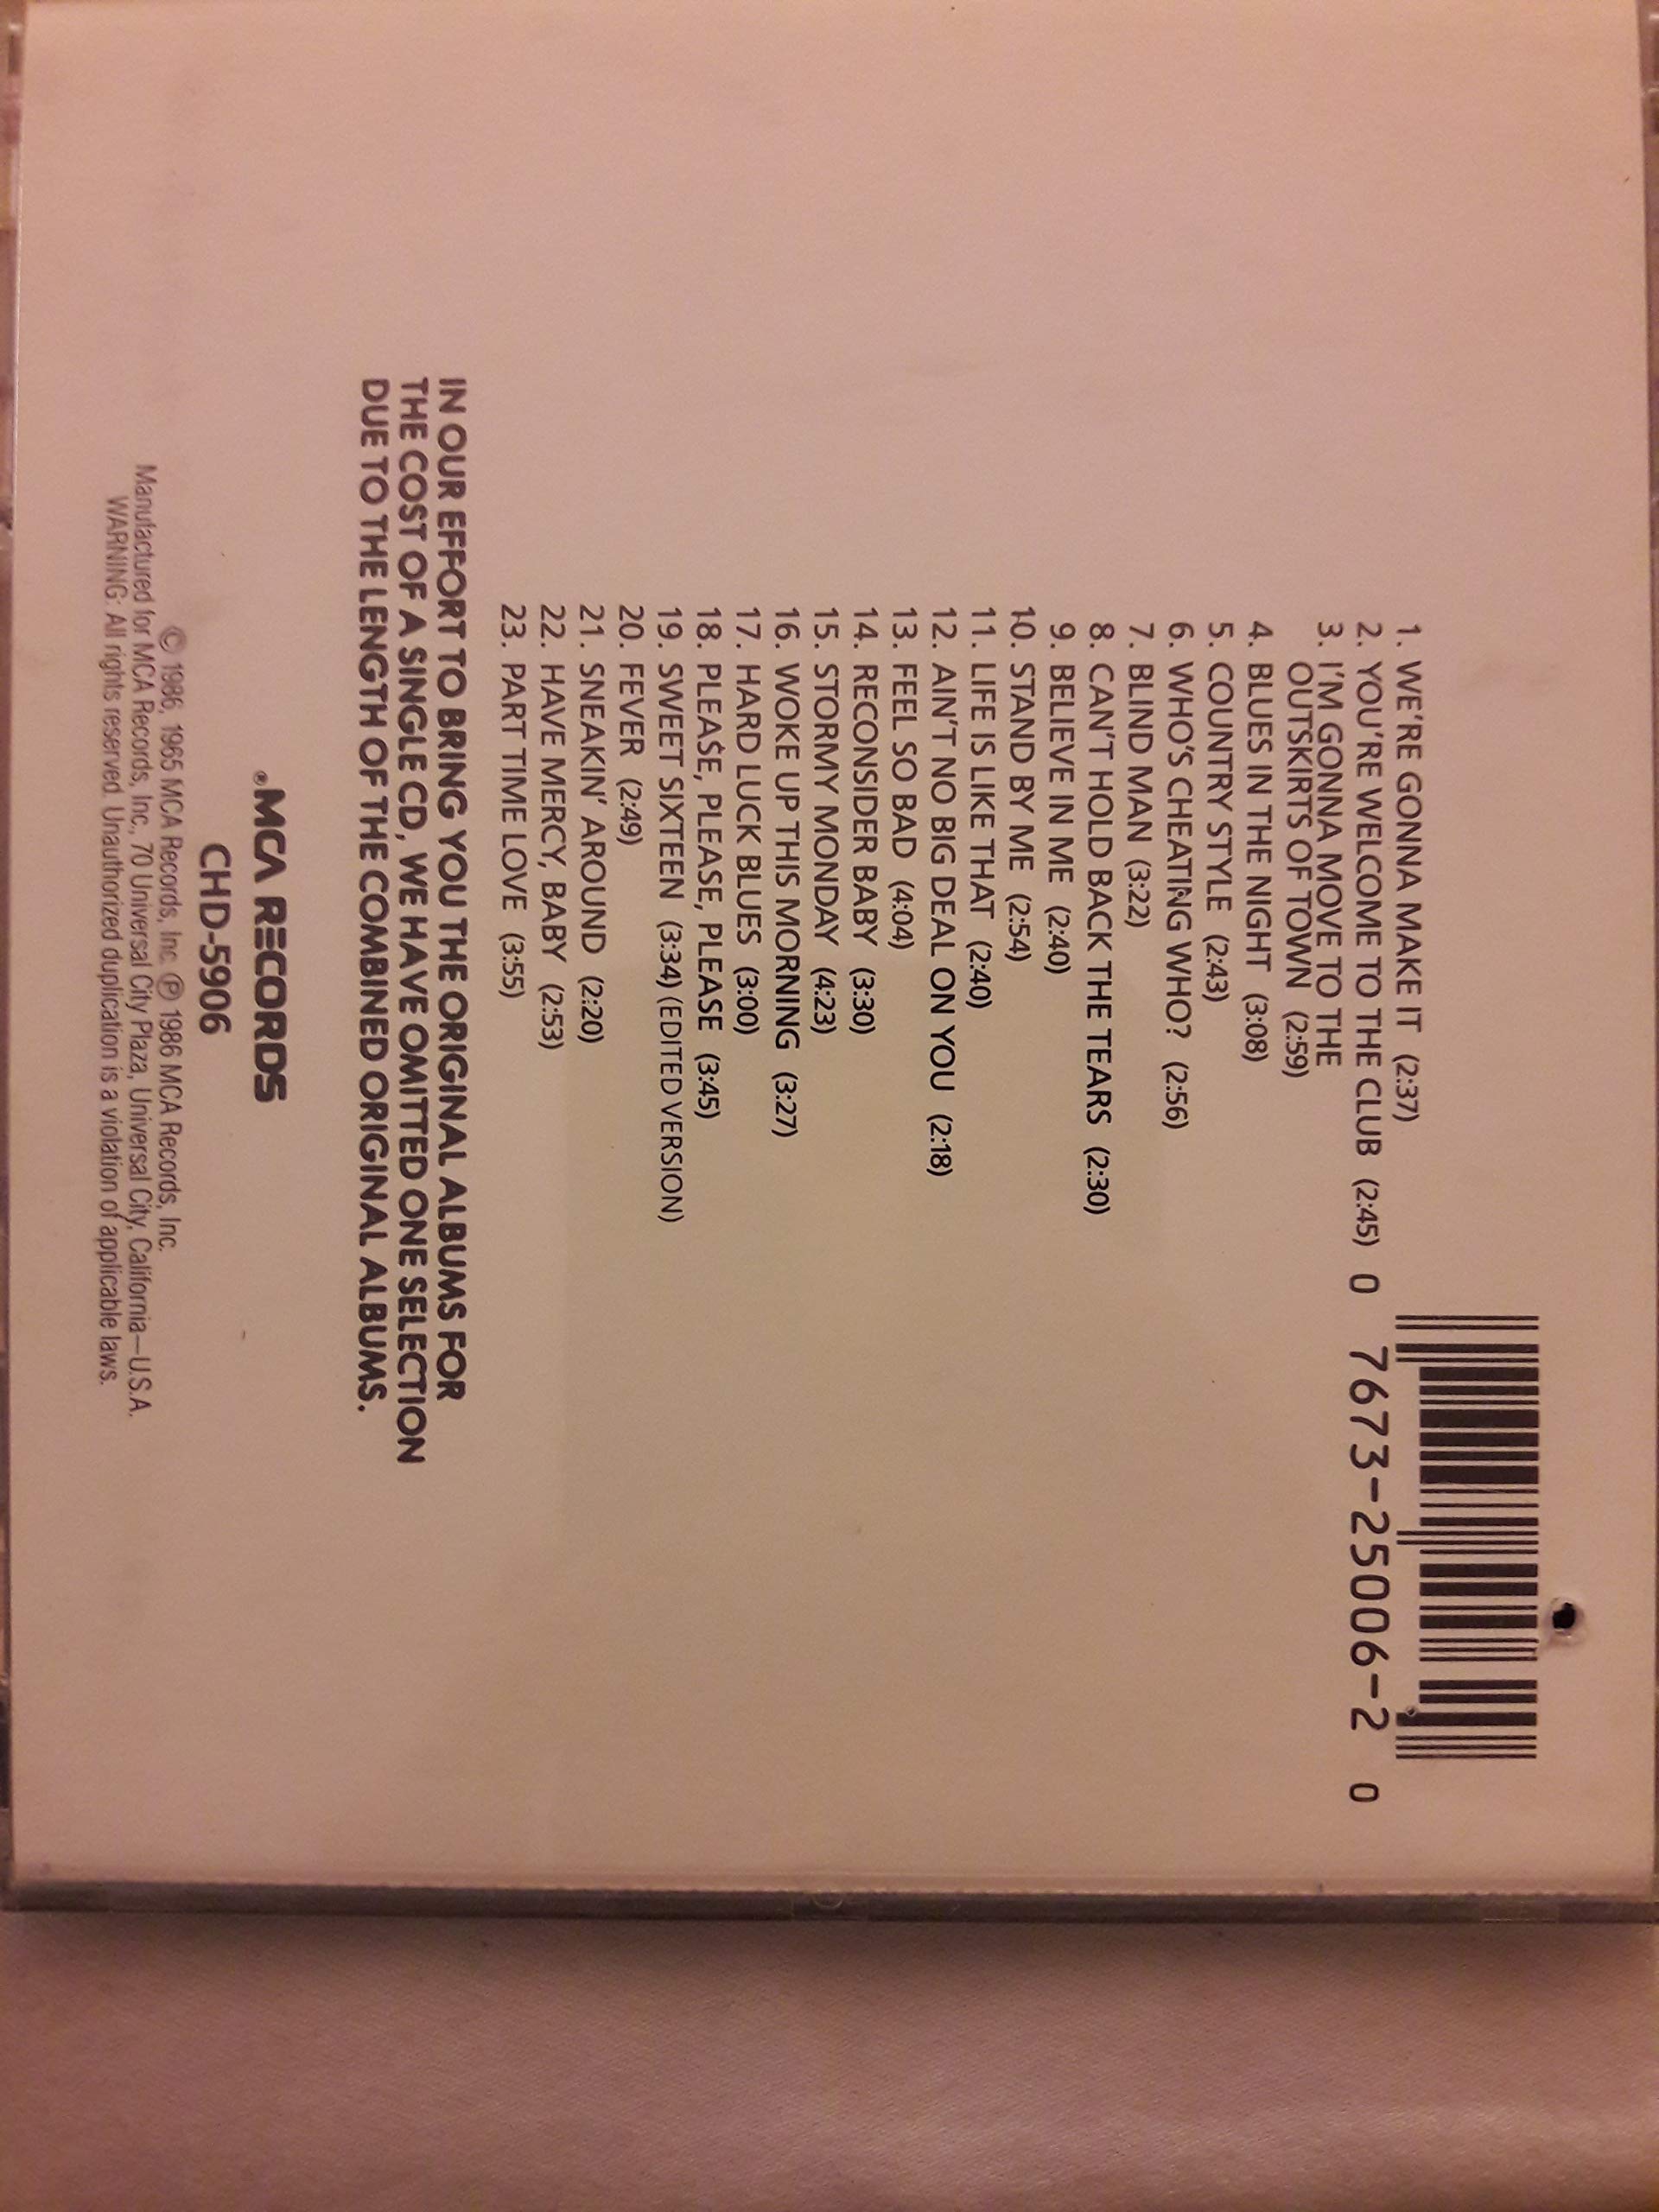 0 7673-25006-2 0
1. WE'RE GONNA MAKE IT (2:37)
2. YOU'RE WELCOME TO THE CLUB (2:45)
3. I'M GONNA MOVE TO THE
OUTSKIRTS OF TOWN (2:59)
4. BLUES IN THE NIGHT (3:08)
5. COUNTRY STYLE (2:43)
6. WHO'S CHEATING WHO? (2:56)
7. BLIND MAN (3:22)
8. CAN'T HOLD BACK THE TEARS (2:30)
9. BELIEVE IN ME (2:40)
10. STAND BY ME (2:54)
11. LIFE IS LIKE THAT (2:40)
12. AIN'T NO BIG DEAL ON YOU (2:18)
13. FEEL SO BAD (4:04)
14. RECONSIDER BABY (3:30)
15. STORMY MONDAY (4:23)
16. WOKE UP THIS MORNING (3:27)
17. HARD LUCK BLUES (3:00)
18. PLEASE, PLEASE, PLEASE, PLEASE (3:45)
19. SWEET SIXTEEN (3:34) (EDITED VERSION)
20. FEVER (2:49)
21. SNEAKIN' AROUND (2:20)
22. HAVE MERCY, BABY (2:53)
23. PART TIME LOVE (3:55)
IN OUR EFFORT TO BRING YOU THE ORIGINAL ALBUMS FOR
THE COST OF A SINGLE CD, WE HAVE OMITTED ONE SELECTION
DUE TO THE LENGTH OF THE COMBINED ORIGINAL ALBUMS.
®MCA RECORDS
CHD-5906
© 1986, 1965 MCA Records, Inc. ℗ 1986 MCA Records, Inc.
Manufactured for MCA Records, Inc., 70 Universal City Plaza, Universal City, California—U.S.A.
WARNING: All rights reserved. Unauthorized duplication is a violation of applicable laws.